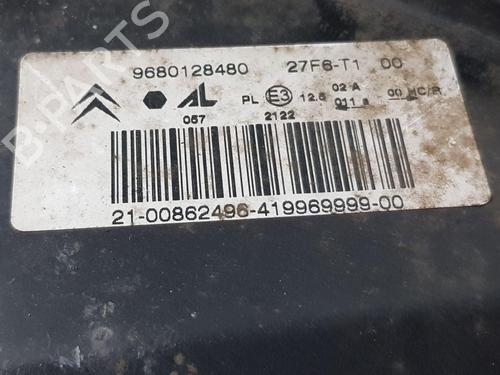 9680128480 27F6-T1 00
AL PL E3 12.5 02 A 00 HC/R
011
057 2122
21-00862496-419969999-00
B-PARTS